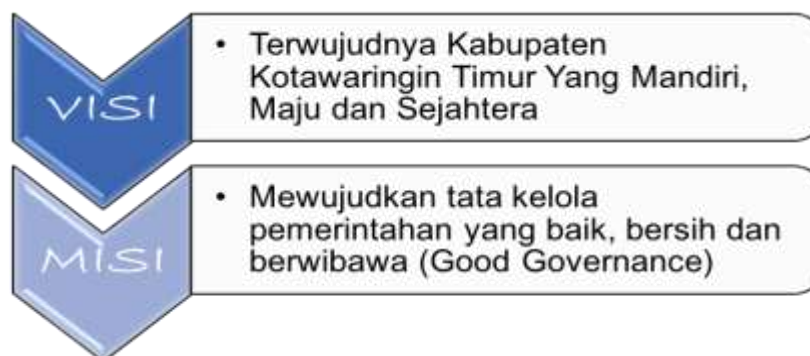 VISI
• Terwujudnya Kabupaten
Kotawaringin Timur Yang Mandiri,
Maju dan Sejahtera
MISI
• Mewujudkan tata kelola
pemerintahan yang baik, bersih dan
berwibawa (Good Governance)